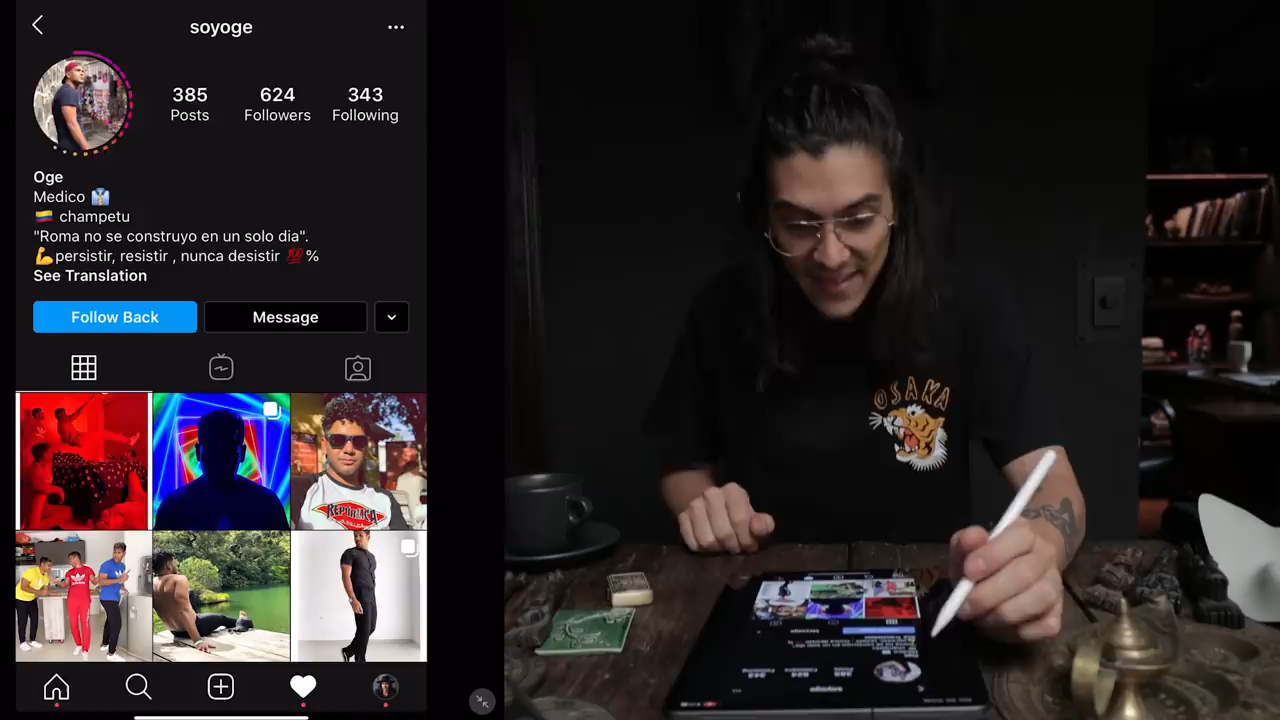 soyoge
385 624 343
Posts Followers Following
Oge
Medico
champetu
"Roma no se construyo en un solo dia".
persistir, resistir , nunca desistir 💯%
See Translation
Follow Back Message
OSAKA